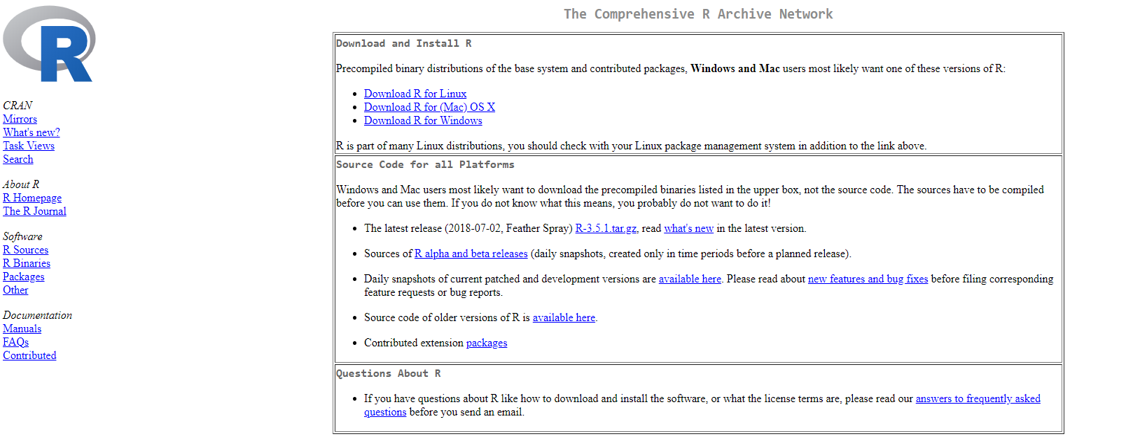 The Comprehensive R Archive Network
R
CRAN
Mirrors
What's new?
Task Views
Search
About R
R Homepage
The R Journal
Software
R Sources
R Binaries
Packages
Other
Documentation
Manuals
FAQs
Contributed
Download and Install R
Precompiled binary distributions of the base system and contributed packages, Windows and Mac users most likely want one of these versions of R:
• Download R for Linux
• Download R for (Mac) OS X
• Download R for Windows
R is part of many Linux distributions, you should check with your Linux package management system in addition to the link above.
Source Code for all Platforms
Windows and Mac users most likely want to download the precompiled binaries listed in the upper box, not the source code. The sources have to be compiled
before you can use them. If you do not know what this means, you probably do not want to do it!
• The latest release (2018-07-02, Feather Spray) R-3.5.1.tar.gz, read what's new in the latest version.
• Sources of R alpha and beta releases (daily snapshots, created only in time periods before a planned release).
• Daily snapshots of current patched and development versions are available here. Please read about new features and bug fixes before filing corresponding
feature requests or bug reports.
• Source code of older versions of R is available here.
• Contributed extension packages
Questions About R
• If you have questions about R like how to download and install the software, or what the license terms are, please read our answers to frequently asked
questions before you send an email.